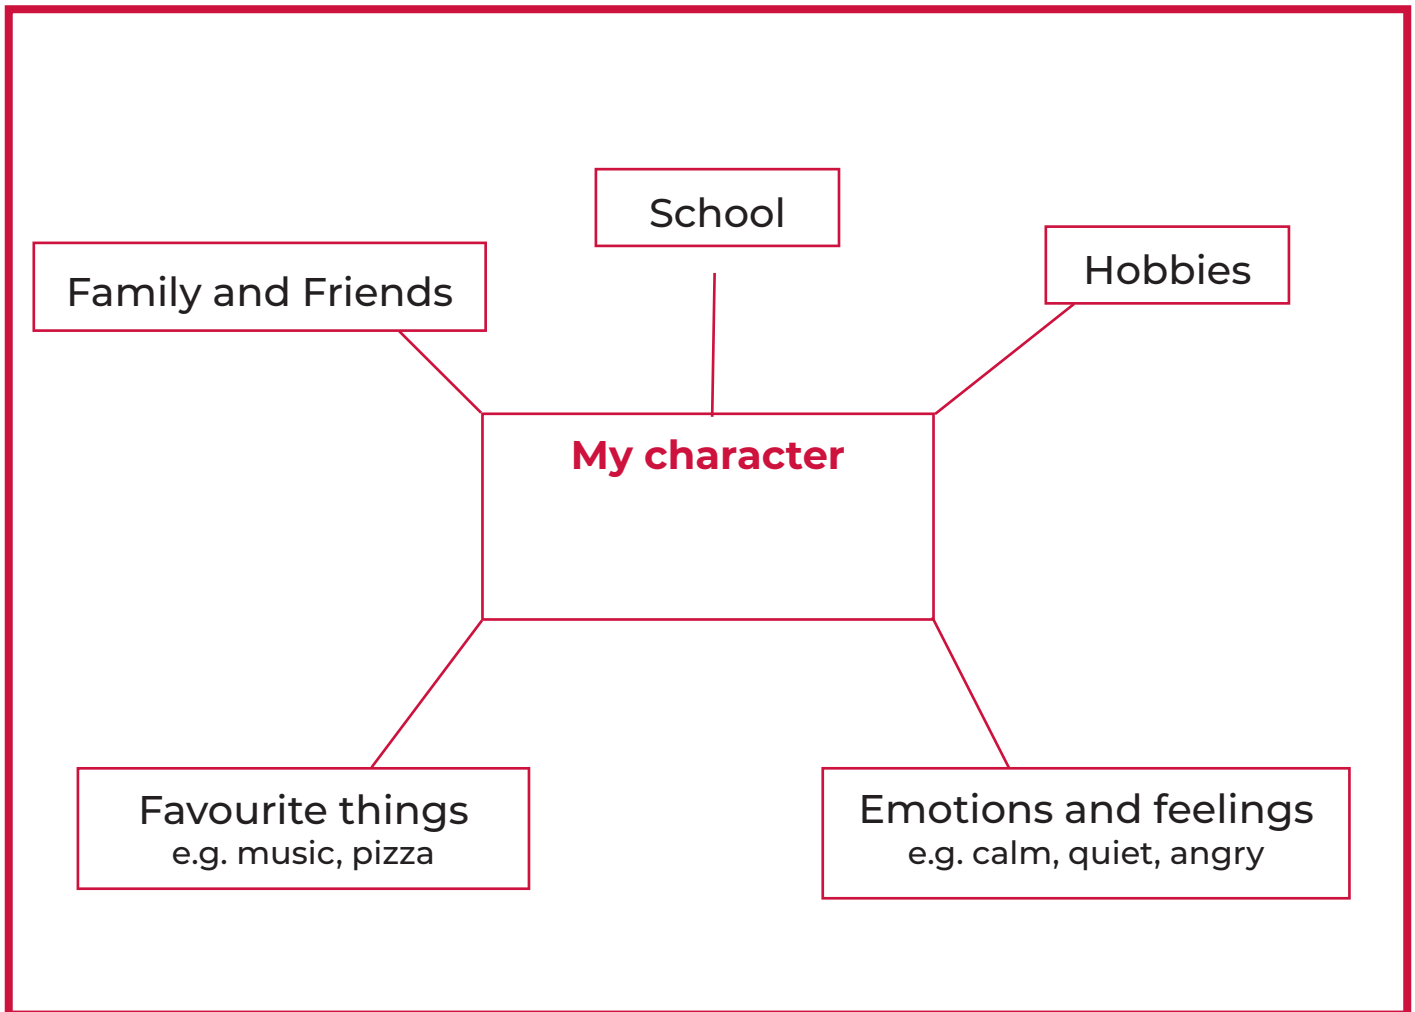 School
Hobbies
Family and Friends
My character
Favourite things
e.g. music, pizza
Emotions and feelings
e.g. calm, quiet, angry